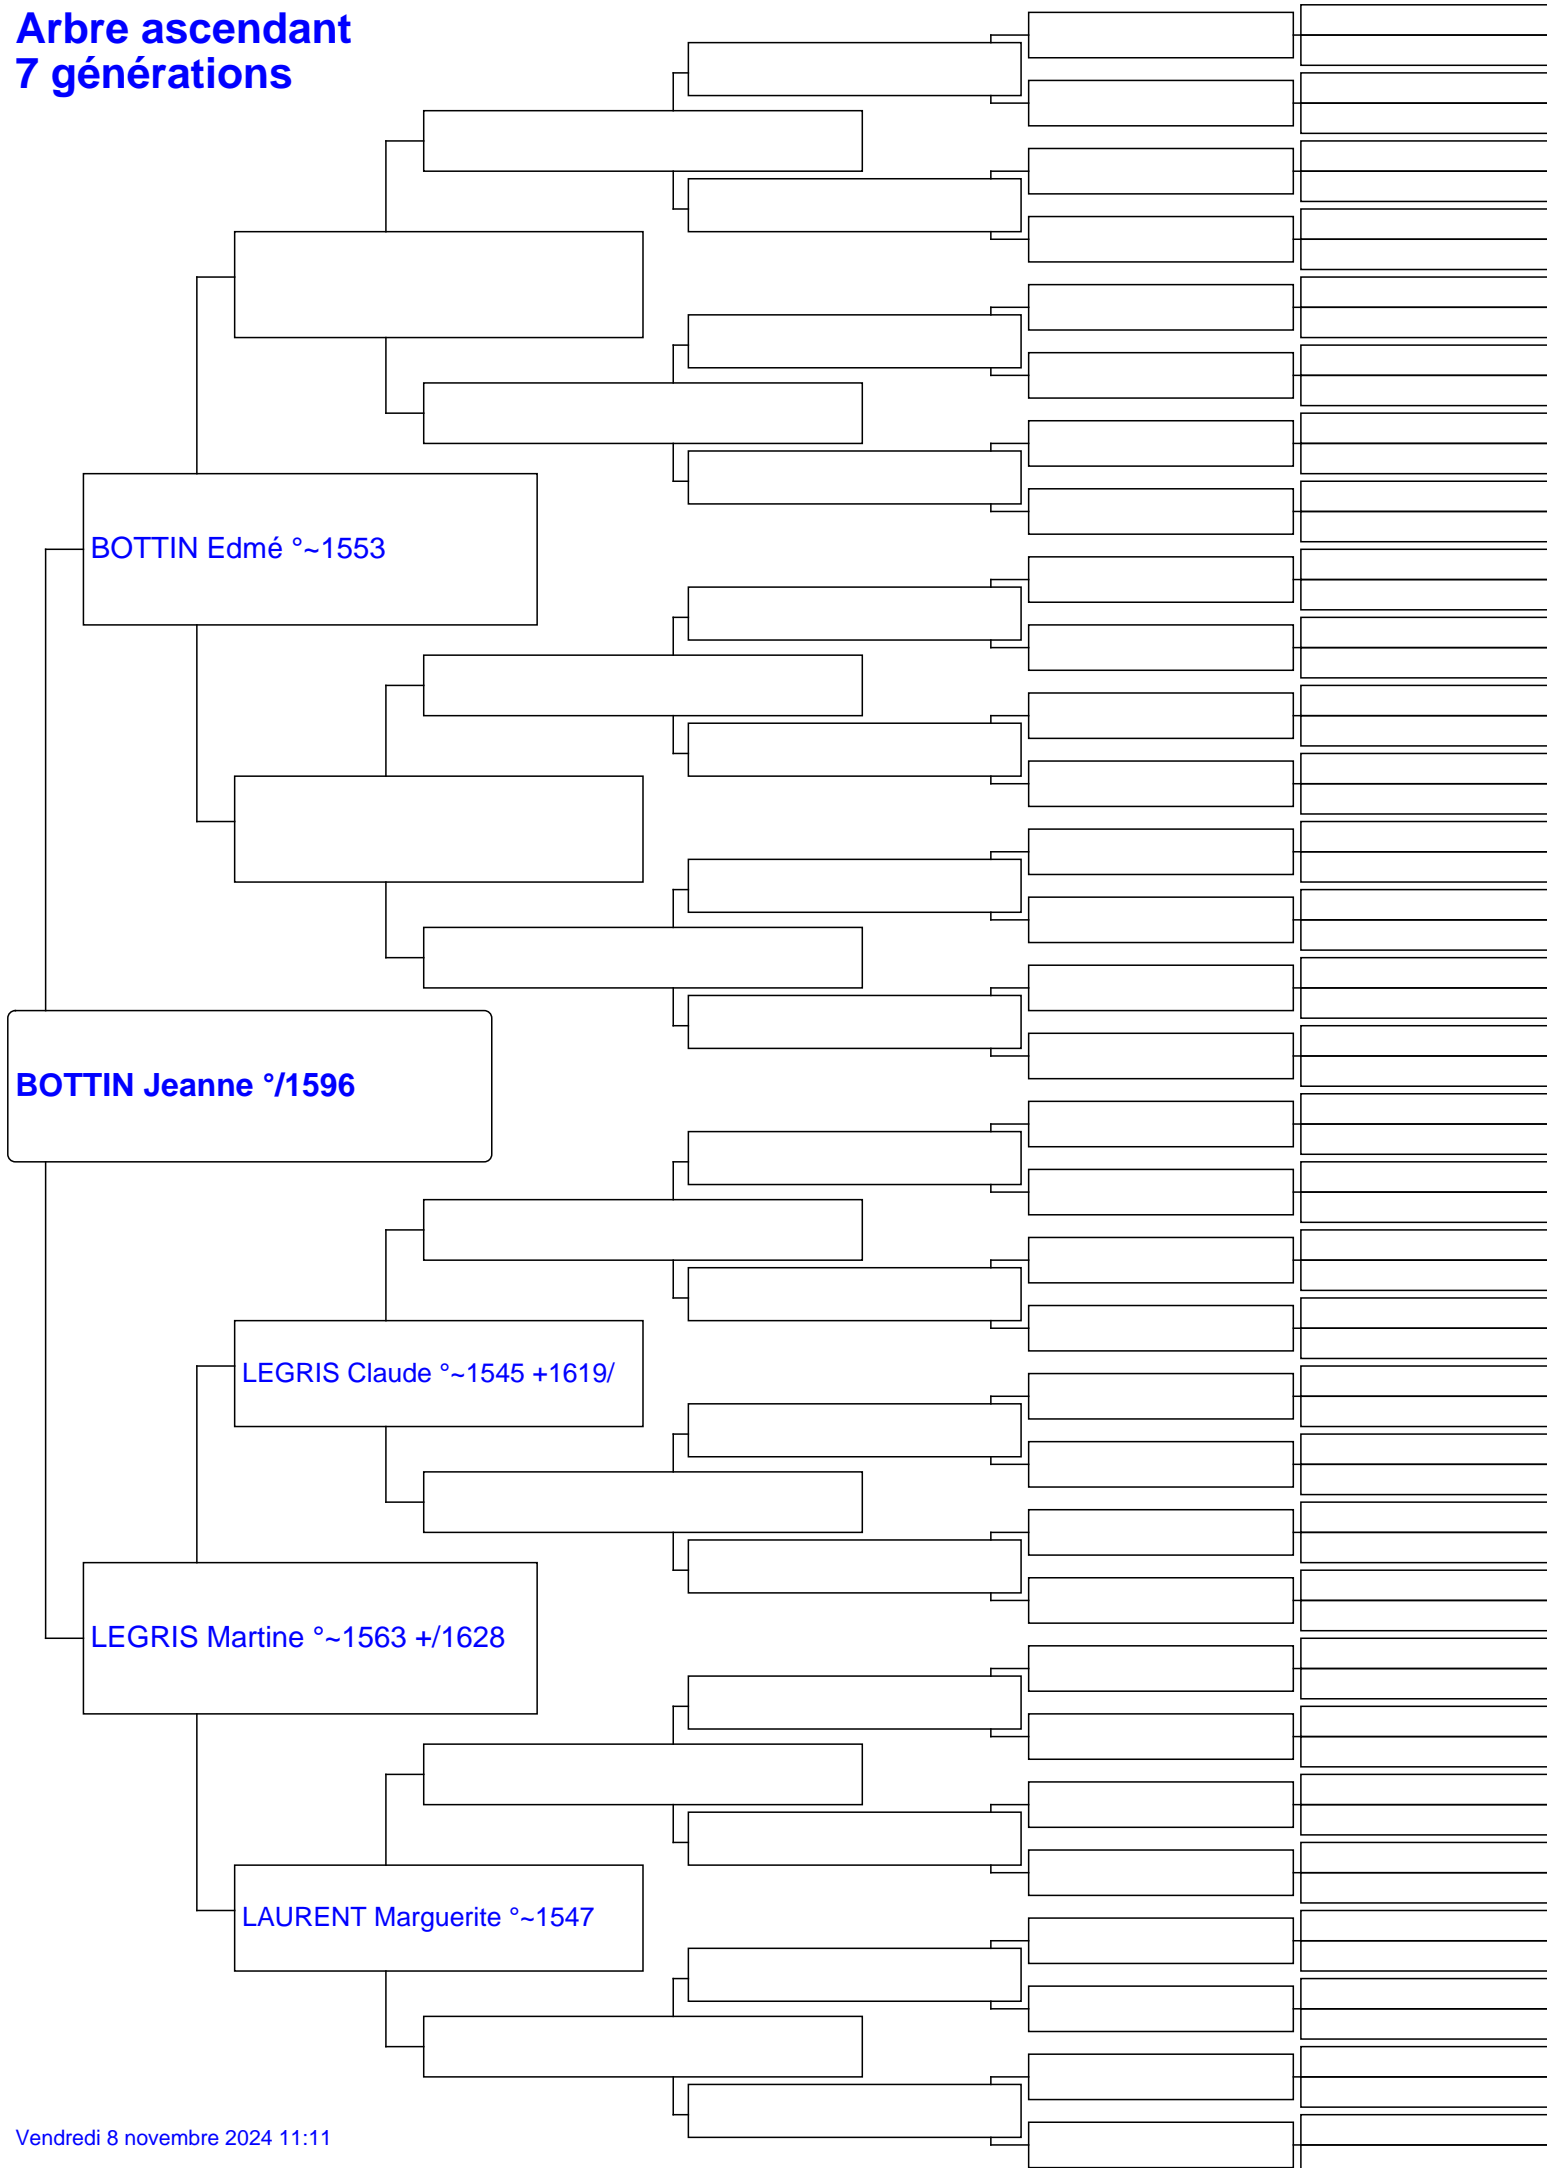 Arbre ascendant
7 générations
BOTTIN Edmé °~1553
BOTTIN Jeanne °/1596
LEGRIS Claude °~1545 +1619/
LEGRIS Martine °~1563 +/1628
LAURENT Marguerite °~1547
Vendredi 8 novembre 2024 11:11